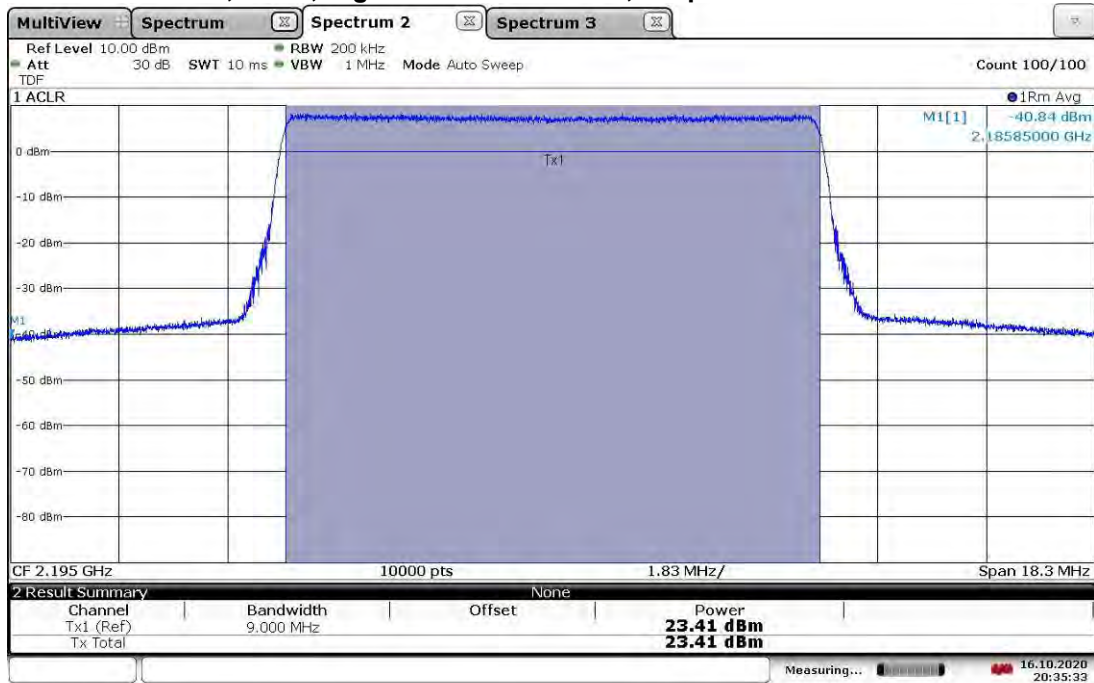 MultiView Spectrum Spectrum 2 Spectrum 3
Ref Level 10.00 dBm RBW 200 kHz
Att 30 dB SWT 10 ms VBW 1 MHz Mode Auto Sweep Count 100/100
TDF
1 ACLR 1Rm Avg
M1[1] -40.84 dBm
2.18585000 GHz
0 dBm
Tx1
-10 dBm
-20 dBm
-30 dBm
M1
-40 dBm
-50 dBm
-60 dBm
-70 dBm
-80 dBm
CF 2.195 GHz 10000 pts 1.83 MHz/ Span 18.3 MHz
2 Result Summary None
Channel Bandwidth Offset Power
Tx1 (Ref) 9.000 MHz 23.41 dBm
Tx Total 23.41 dBm
Measuring... 16.10.2020
20:35:33